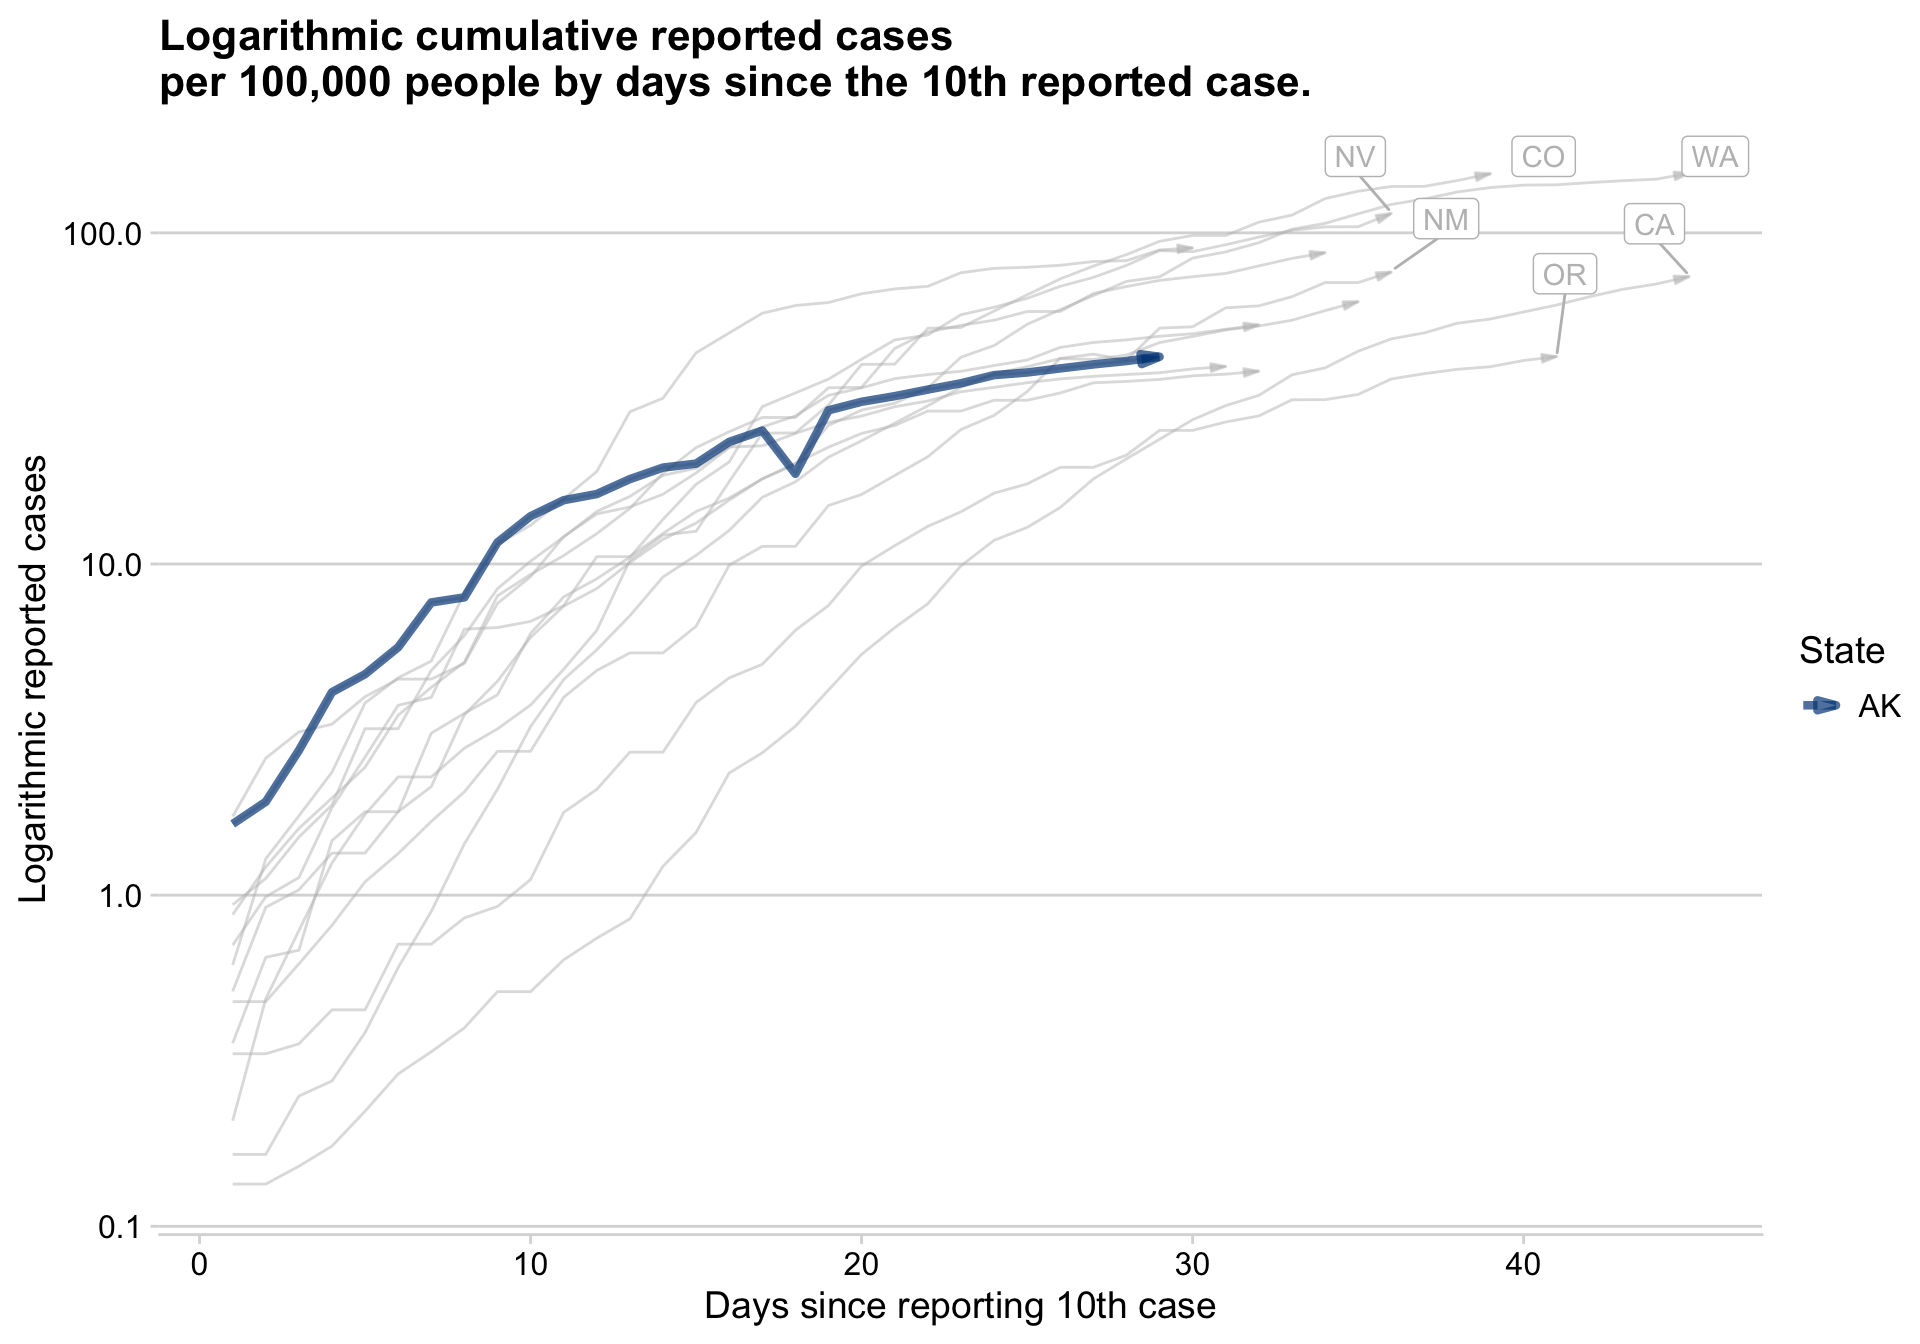 Logarithmic cumulative reported cases
per 100,000 people by days since the 10th reported case.
NV
CO
WA
NM
CA
OR
100.0
10.0
1.0
0.1
Logarithmic reported cases
0
10
20
30
40
Days since reporting 10th case
State
AK